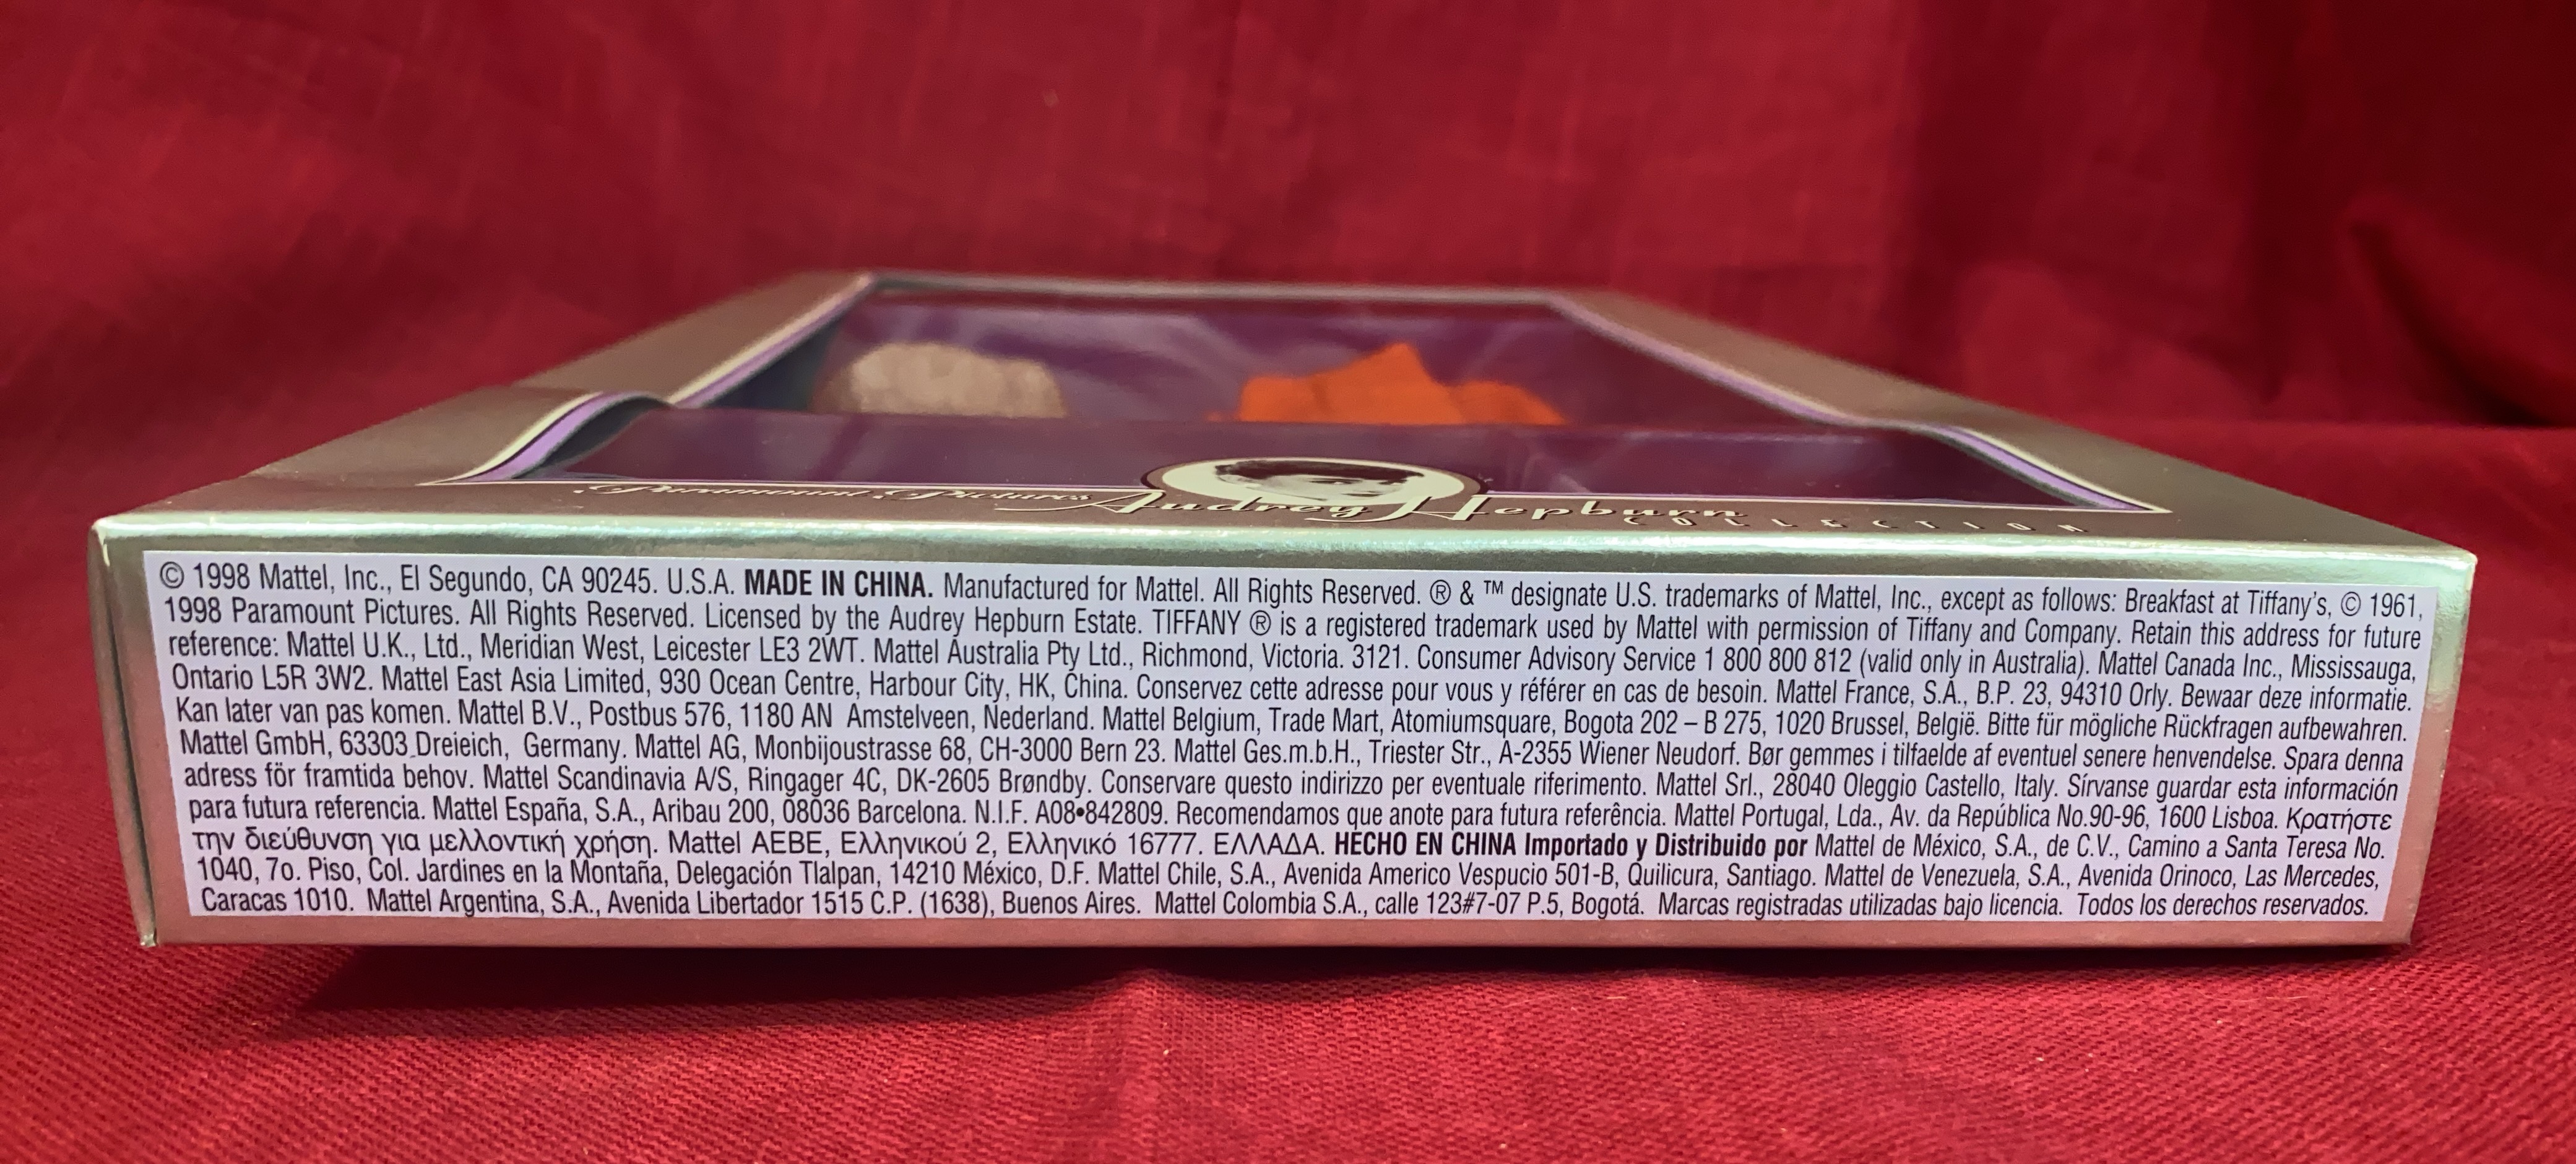 Paramount Pictures Audrey Hepburn
COLLECTION
© 1998 Mattel, Inc., El Segundo, CA 90245. U.S.A. MADE IN CHINA. Manufactured for Mattel. All Rights Reserved. ® & ™ designate U.S. trademarks of Mattel, Inc., except as follows: Breakfast at Tiffany's, © 1961,
1998 Paramount Pictures. All Rights Reserved. Licensed by the Audrey Hepburn Estate. TIFFANY ® is a registered trademark used by Mattel with permission of Tiffany and Company. Retain this address for future
reference: Mattel U.K., Ltd., Meridian West, Leicester LE3 2WT. Mattel Australia Pty Ltd., Richmond, Victoria. 3121. Consumer Advisory Service 1 800 800 812 (valid only in Australia). Mattel Canada Inc., Mississauga,
Ontario L5R 3W2. Mattel East Asia Limited, 930 Ocean Centre, Harbour City, HK, China. Conservez cette adresse pour vous y référer en cas de besoin. Mattel France, S.A., B.P. 23, 94310 Orly. Bewaar deze informatie.
Kan later van pas komen. Mattel B.V., Postbus 576, 1180 AN Amstelveen, Nederland. Mattel Belgium, Trade Mart, Atomiumsquare, Bogota 202 – B 275, 1020 Brussel, België. Bitte für mögliche Rückfragen aufbewahren.
Mattel GmbH, 63303 Dreieich, Germany. Mattel AG, Monbijoustrasse 68, CH-3000 Bern 23. Mattel Ges.m.b.H., Triester Str., A-2355 Wiener Neudorf. Bør gemmes i tilfaelde af eventuel senere henvendelse. Spara denna
adress för framtida behov. Mattel Scandinavia A/S, Ringager 4C, DK-2605 Brøndby. Conservare questo indirizzo per eventuale riferimento. Mattel Srl., 28040 Oleggio Castello, Italy. Sírvanse guardar esta información
para futura referencia. Mattel España, S.A., Aribau 200, 08036 Barcelona. N.I.F. A08•842809. Recomendamos que anote para futura referência. Mattel Portugal, Lda., Av. da República No.90-96, 1600 Lisboa. Κρατήστε
την διεύθυνση για μελλοντική χρήση. Mattel AEBE, Ελληνικού 2, Ελληνικό 16777. ΕΛΛΑΔΑ. HECHO EN CHINA Importado y Distribuido por Mattel de México, S.A., de C.V., Camino a Santa Teresa No.
1040, 7o. Piso, Col. Jardines en la Montaña, Delegación Tlalpan, 14210 México, D.F. Mattel Chile, S.A., Avenida Americo Vespucio 501-B, Quilicura, Santiago. Mattel de Venezuela, S.A., Avenida Orinoco, Las Mercedes,
Caracas 1010. Mattel Argentina, S.A., Avenida Libertador 1515 C.P. (1638), Buenos Aires. Mattel Colombia S.A., calle 123#7-07 P.5, Bogotá. Marcas registradas utilizadas bajo licencia. Todos los derechos reservados.